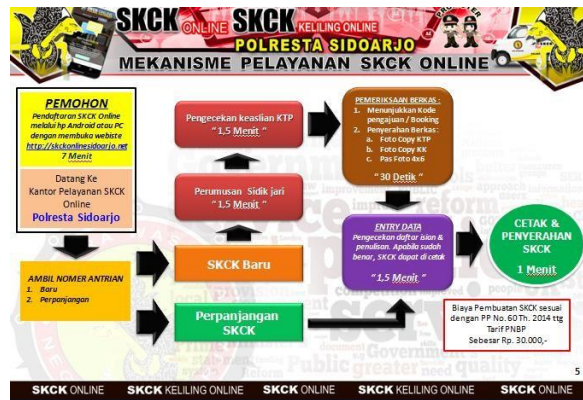 SKCK ONLINE SKCK KELILING ONLINE
POLRESTA SIDOARJO
MEKANISME PELAYANAN SKCK ONLINE
PEMOHON
Pendaftaran SKCK Online
melalui hp Android atau PC
dengan membuka webiste
http://skckonlinesidoarjo.net
7 Menit
Datang Ke
Kantor Pelayanan SKCK
Online
Polresta Sidoarjo
AMBIL NOMER ANTRIAN
1. Baru
2. Perpanjangan
Pengecekan keaslian KTP
"1,5 Menit "
Perumusan Sidik jari
"1,5 Menit "
SKCK Baru
Perpanjangan
SKCK
PEMERIKSAAN BERKAS :
1. Menunjukkan Kode
pengajuan / Booking
2. Penyerahan Berkas:
a. Foto Copy KTP
b. Foto Copy KK
c. Pas Foto 4x6
"30 Detik "
ENTRY DATA
Pengecekan daftar isian &
penulisan. Apabila sudah
benar, SKCK dapat di cetak
"1,5 Menit "
CETAK &
PENYERAHAN
SKCK
1 Menit
Biaya Pembuatan SKCK sesuai
dengan PP No. 60 Th. 2014 ttg
Tarif PNBP
Sebesar Rp. 30.000,-
5
SKCK ONLINE SKCK KELILING ONLINE SKCK ONLINE SKCK KELILING ONLINE SKCK ONLINE